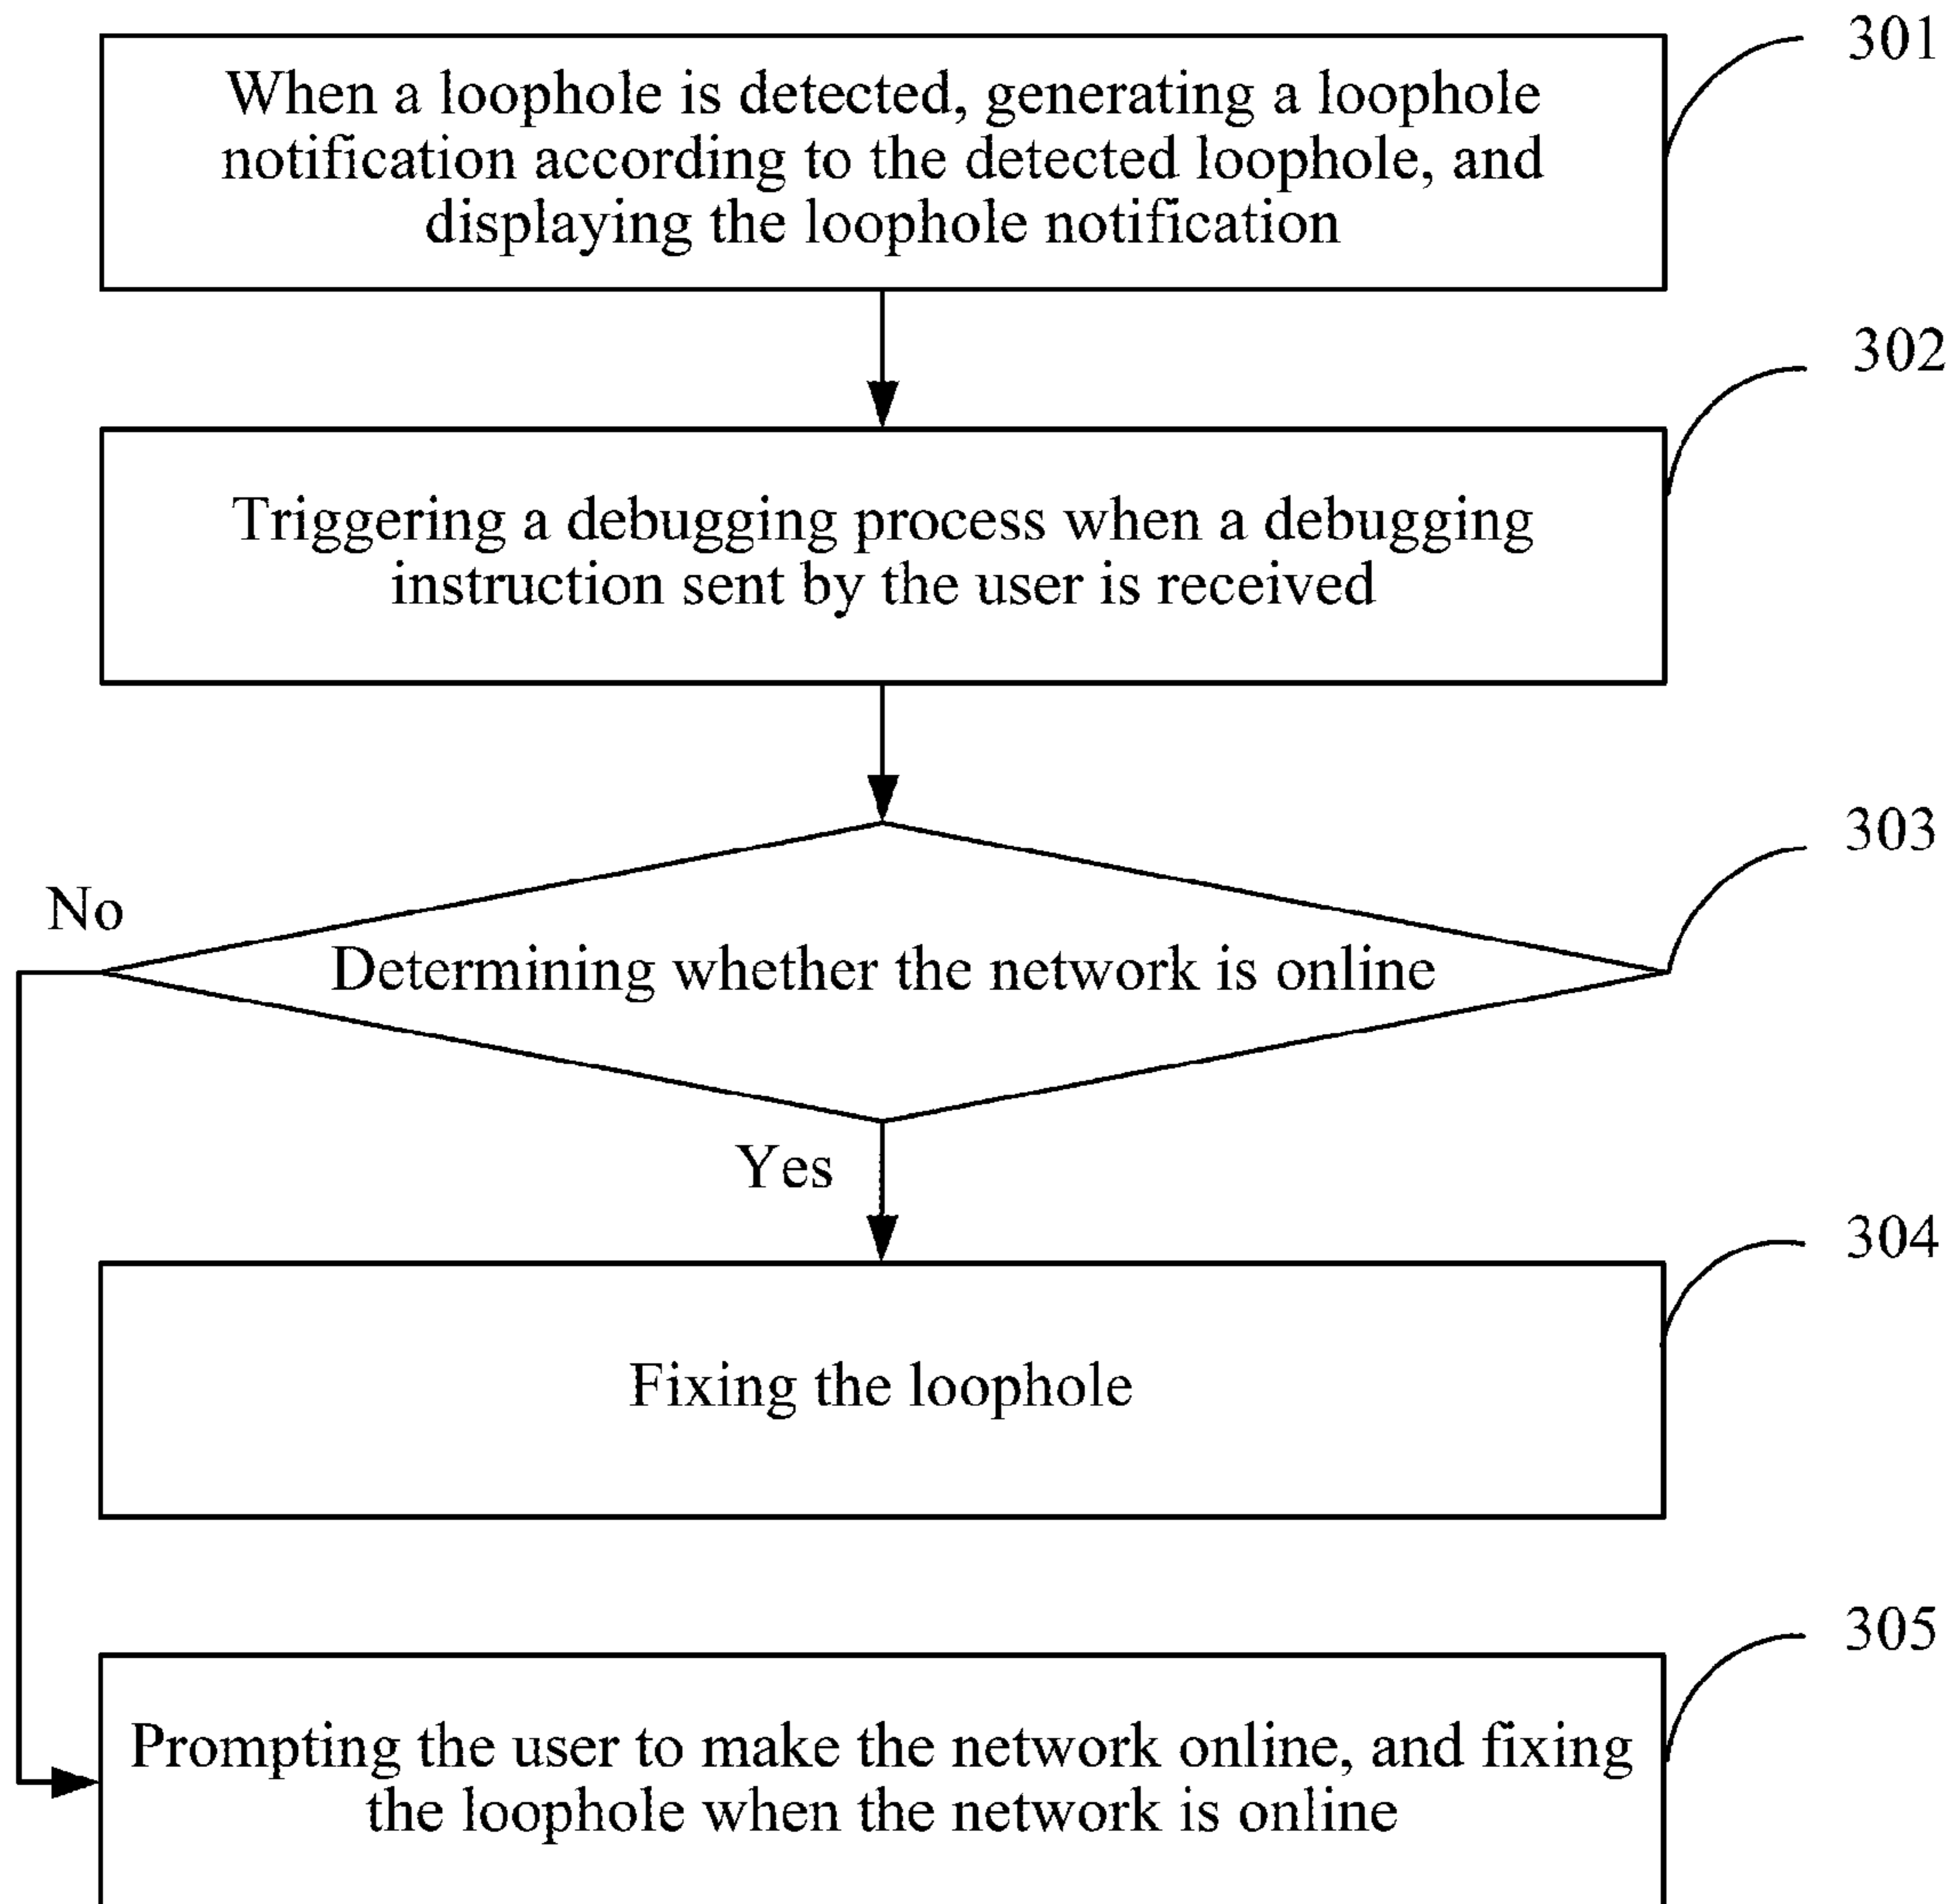 301
When a loophole is detected, generating a loophole
notification according to the detected loophole, and
displaying the loophole notification
302
Triggering a debugging process when a debugging
instruction sent by the user is received
303
No
Determining whether the network is online
Yes
304
Fixing the loophole
305
Prompting the user to make the network online, and fixing
the loophole when the network is online